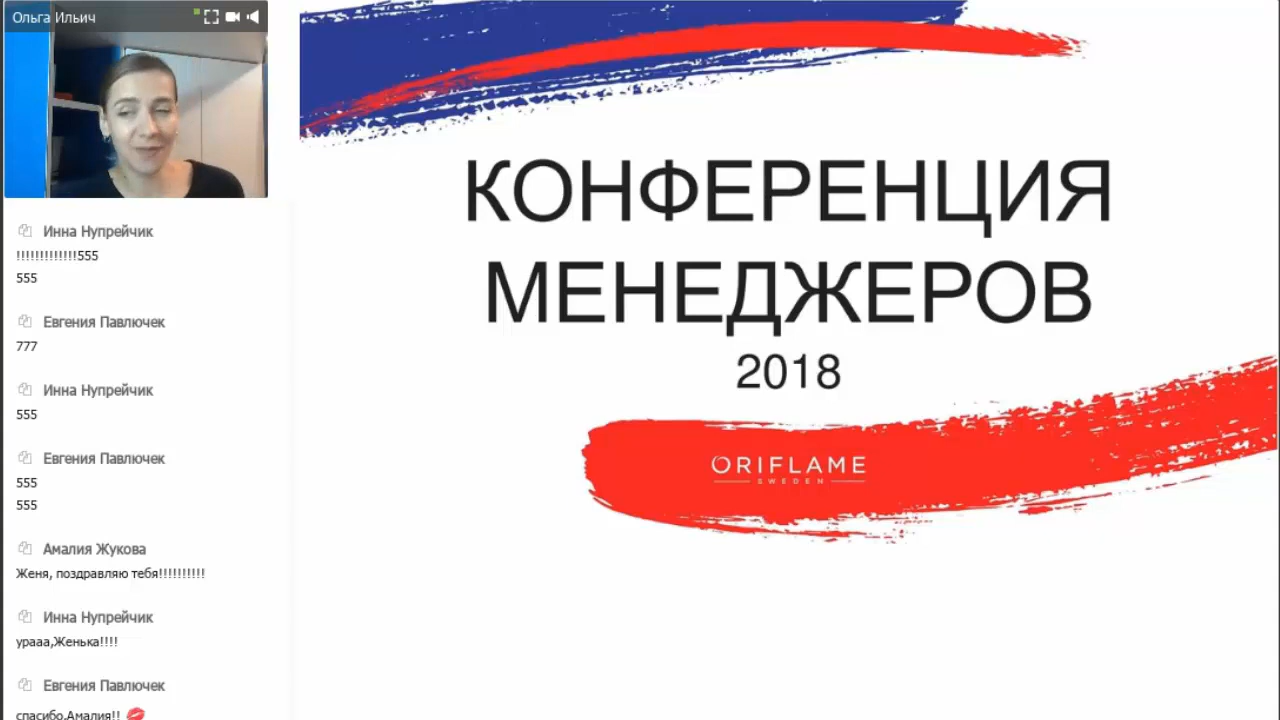 Ольга Ильич
Инна Нупрейчик
!!!!!!!!!!!!!555
555
Евгения Павлючек
777
Инна Нупрейчик
555
Евгения Павлючек
555
555
Амалия Жукова
Женя, поздравляю тебя!!!!!!!!!!
Инна Нупрейчик
урааа,Женька!!!!
Евгения Павлючек
спасибо,Амалия!!
КОНФЕРЕНЦИЯ
МЕНЕДЖЕРОВ
2018
ORIFLAME
SWEDEN